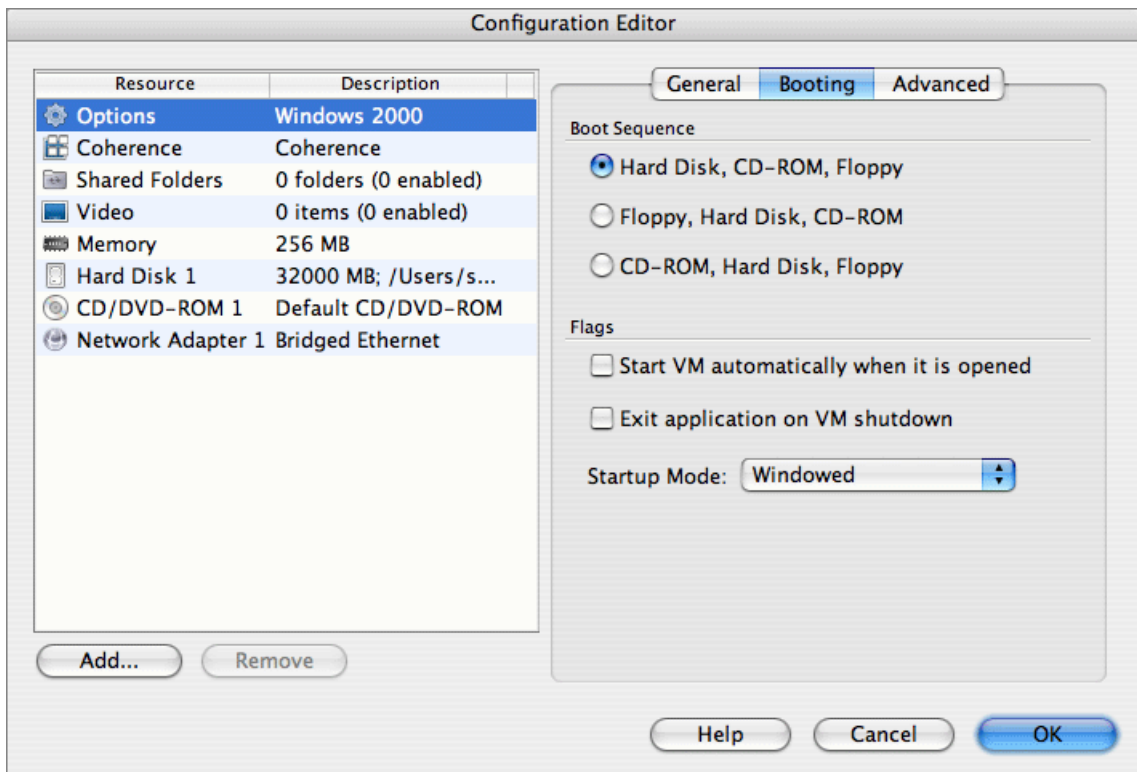 Configuration Editor
Resource Description
Options Windows 2000
Coherence Coherence
Shared Folders 0 folders (0 enabled)
Video 0 items (0 enabled)
Memory 256 MB
Hard Disk 1 32000 MB; /Users/s...
CD/DVD-ROM 1 Default CD/DVD-ROM
Network Adapter 1 Bridged Ethernet
Add... Remove
General Booting Advanced
Boot Sequence
Hard Disk, CD-ROM, Floppy
Floppy, Hard Disk, CD-ROM
CD-ROM, Hard Disk, Floppy
Flags
Start VM automatically when it is opened
Exit application on VM shutdown
Startup Mode: Windowed
Help Cancel OK